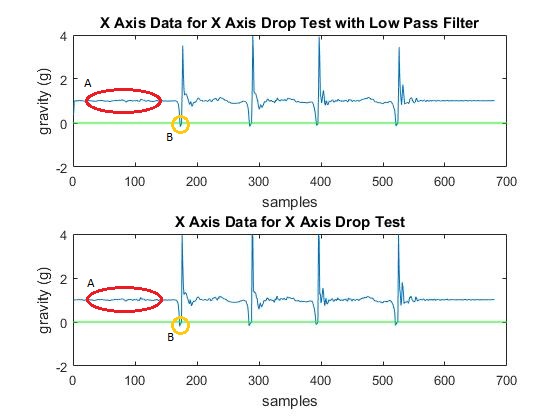 X Axis Data for X Axis Drop Test with Low Pass Filter
4
A
2
gravity (g)
0
B
-2
0 100 200 300 400 500 600 700
samples
X Axis Data for X Axis Drop Test
4
A
2
gravity (g)
0
B
-2
0 100 200 300 400 500 600 700
samples